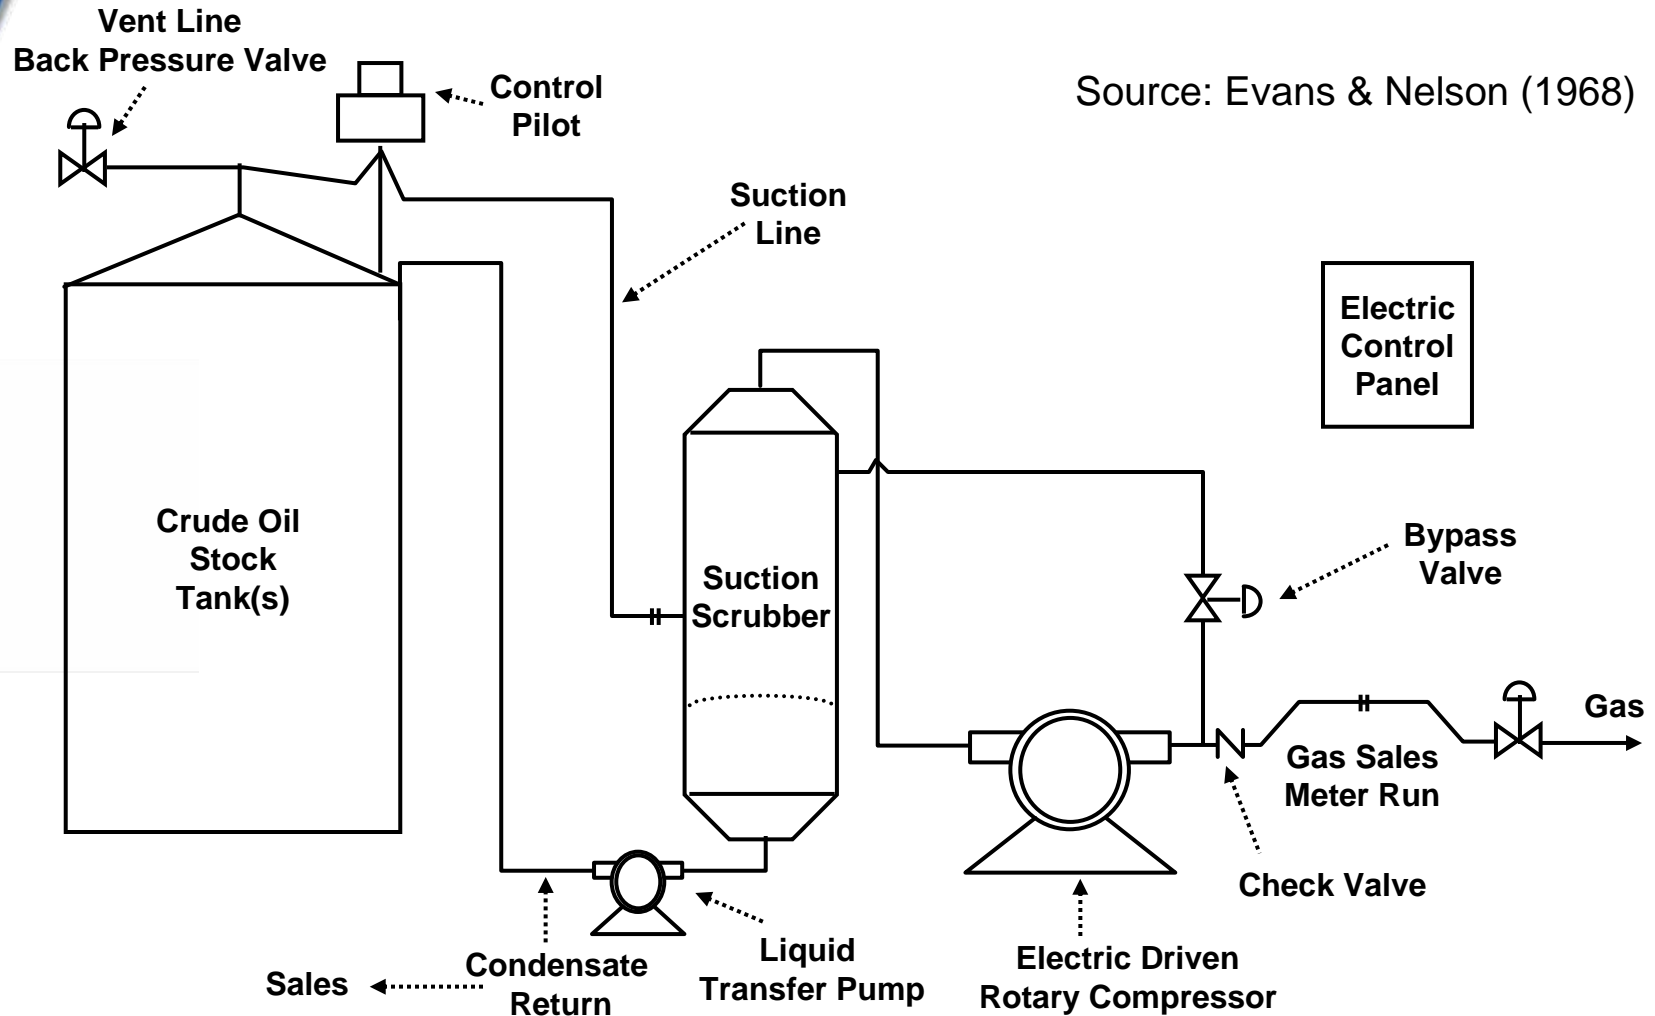 Vent Line
Back Pressure Valve
Control
Pilot
Source: Evans & Nelson (1968)
Suction
Line
Electric
Control
Panel
Crude Oil
Stock
Tank(s)
Suction
Scrubber
Bypass
Valve
Gas
Gas Sales
Meter Run
Check Valve
Liquid
Transfer Pump
Electric Driven
Rotary Compressor
Condensate
Return
Sales